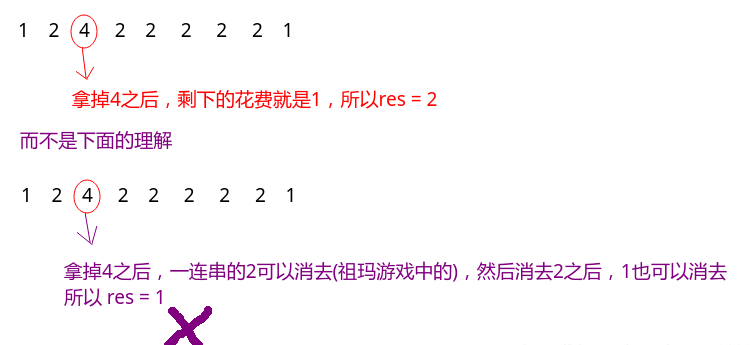 1 2 4 2 2 2 2 2 1
拿掉4之后，剩下的花费就是1，所以res = 2
而不是下面的理解
1 2 4 2 2 2 2 2 1
拿掉4之后，一连串的2可以消去(祖玛游戏中的)，然后消去2之后，1也可以消去
所以 res = 1